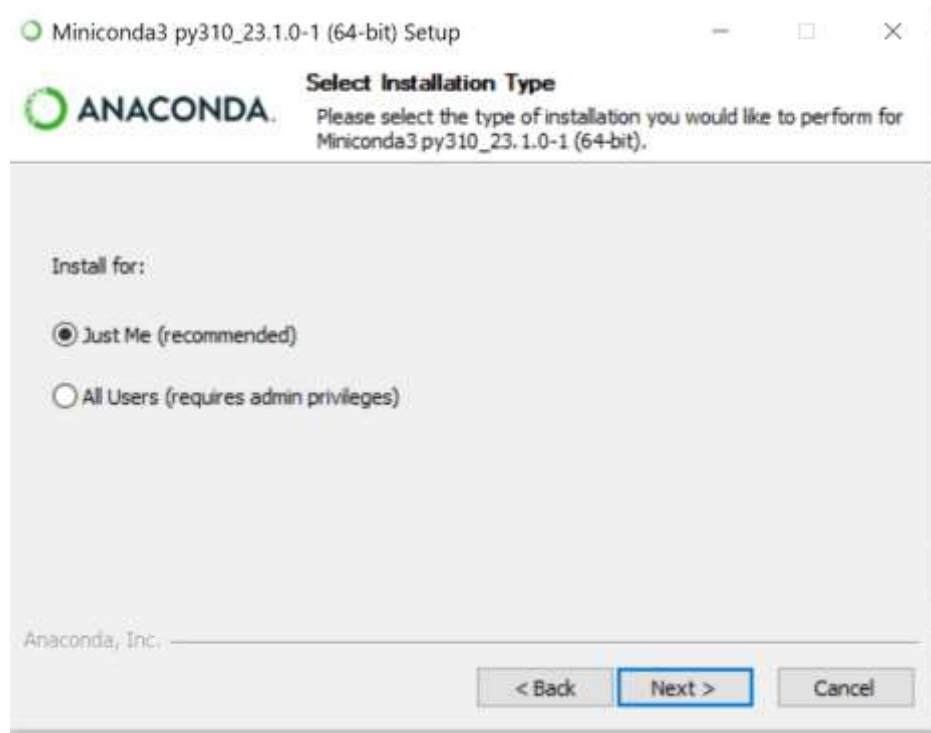 Miniconda3 py310_23.1.0-1 (64-bit) Setup
ANACONDA.
Select Installation Type
Please select the type of installation you would like to perform for
Miniconda3 py310_23.1.0-1 (64-bit).
Install for:
Just Me (recommended)
All Users (requires admin privileges)
Anaconda, Inc.
< Back
Next >
Cancel